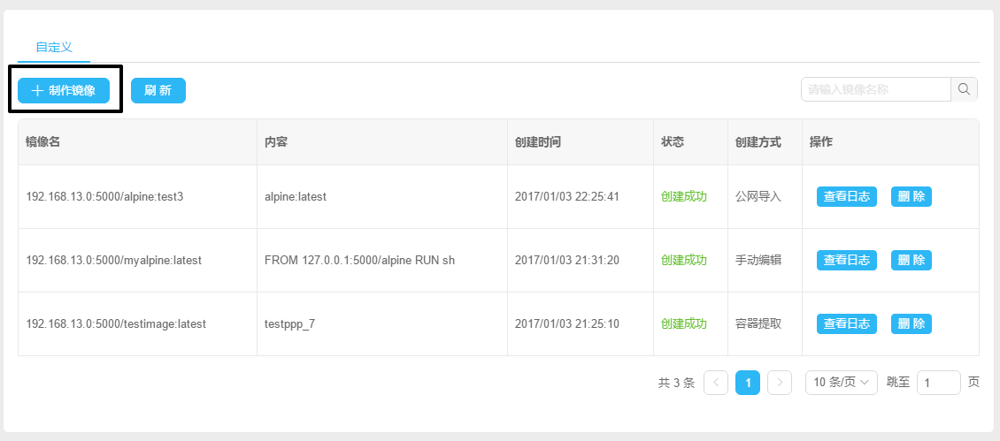 自定义
制作镜像 刷 新 请输入镜像名称
镜像名 内容 创建时间 状态 创建方式 操作
192.168.13.0:5000/alpine:test3 alpine:latest 2017/01/03 22:25:41 创建成功 公网导入 查看日志 删 除
192.168.13.0:5000/myalpine:latest FROM 127.0.0.1:5000/alpine RUN sh 2017/01/03 21:31:20 创建成功 手动编辑 查看日志 删 除
192.168.13.0:5000/testimage:latest testppp_7 2017/01/03 21:25:10 创建成功 容器提取 查看日志 删 除
共 3 条 1 10 条/页 跳至 1 页